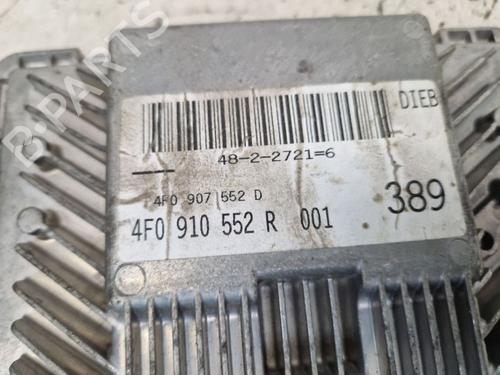 DIEB
48-2-2721=6
4F0 907 552 D
4F0 910 552 R 001
389
B-PARTS